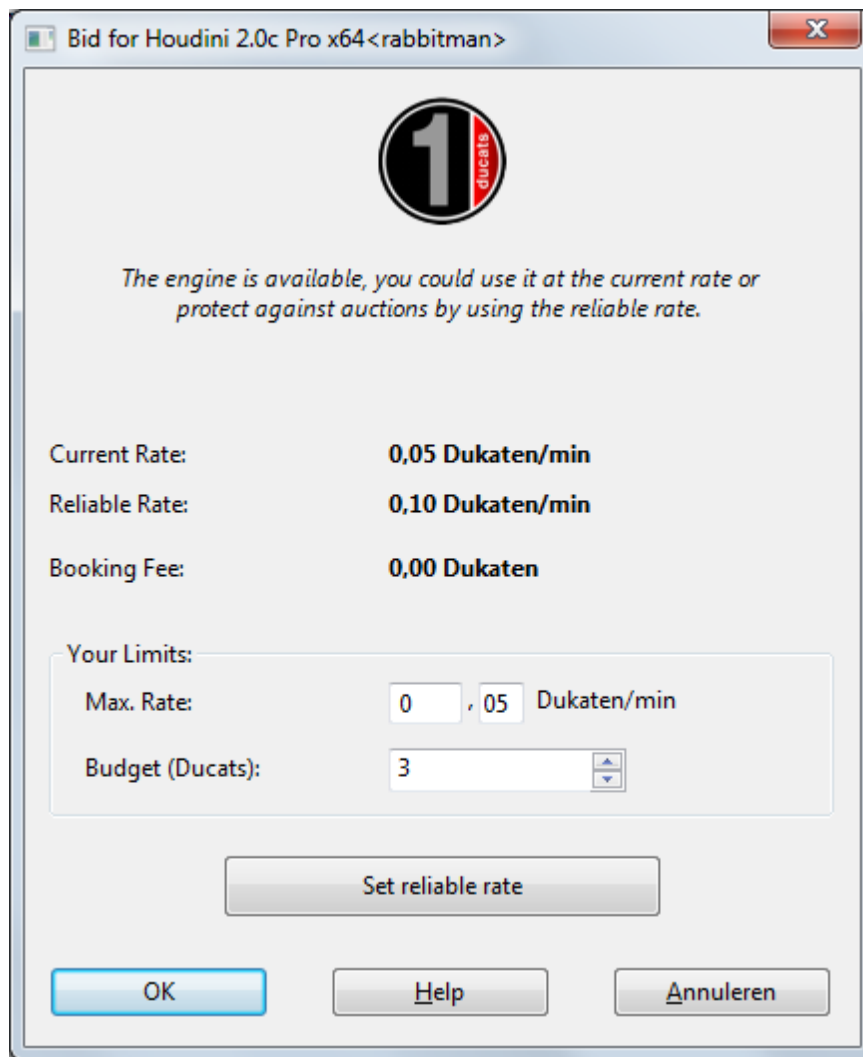 Bid for Houdini 2.0c Pro x64<rabbitman>
1 ducats
The engine is available, you could use it at the current rate or
protect against auctions by using the reliable rate.
Current Rate: 0,05 Dukaten/min
Reliable Rate: 0,10 Dukaten/min
Booking Fee: 0,00 Dukaten
Your Limits:
Max. Rate: 0 , 05 Dukaten/min
Budget (Ducats): 3
Set reliable rate
OK Help Annuleren